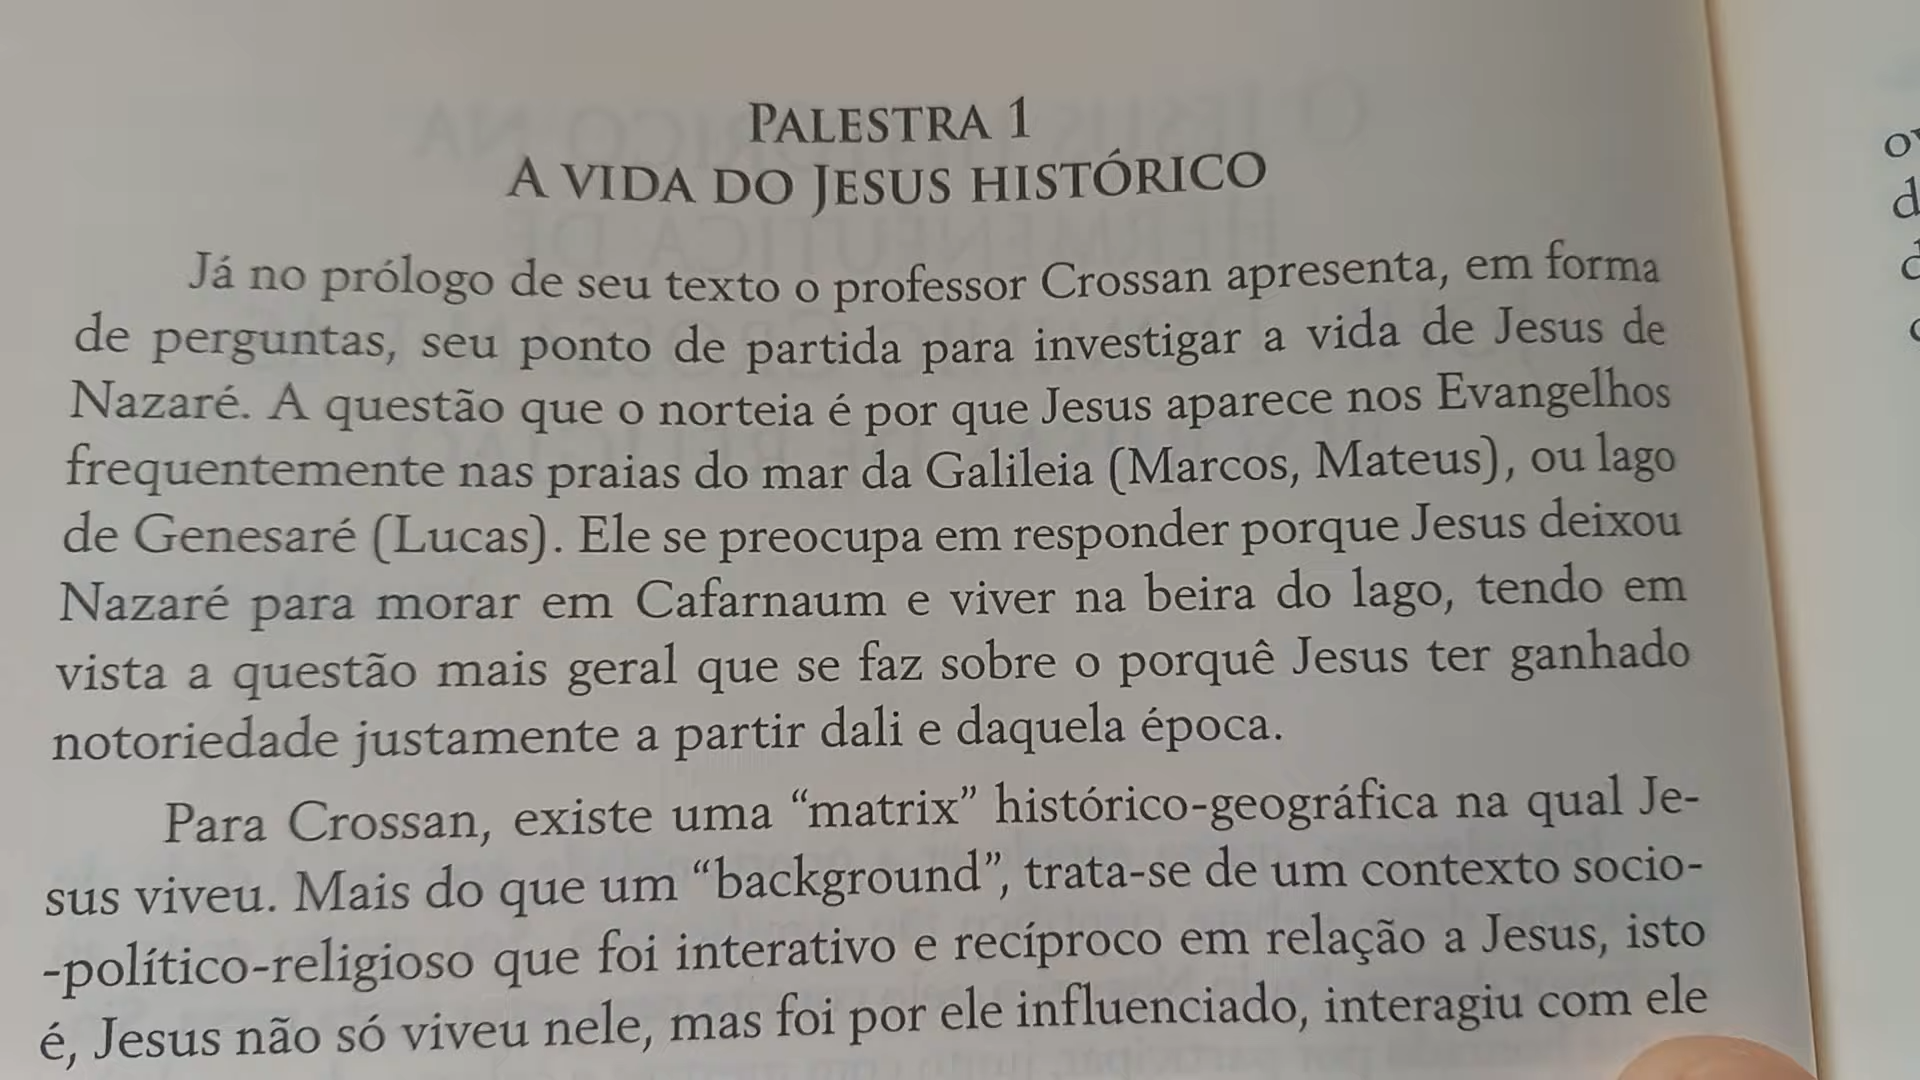 PALESTRA 1
A VIDA DO JESUS HISTÓRICO
Já no prólogo de seu texto o professor Crossan apresenta, em forma
de perguntas, seu ponto de partida para investigar a vida de Jesus de
Nazaré. A questão que o norteia é por que Jesus aparece nos Evangelhos
frequentemente nas praias do mar da Galileia (Marcos, Mateus), ou lago
de Genesaré (Lucas). Ele se preocupa em responder porque Jesus deixou
Nazaré para morar em Cafarnaum e viver na beira do lago, tendo em
vista a questão mais geral que se faz sobre o porquê Jesus ter ganhado
notoriedade justamente a partir dali e daquela época.
Para Crossan, existe uma “matrix” histórico-geográfica na qual Je-
sus viveu. Mais do que um “background”, trata-se de um contexto socio-
-político-religioso que foi interativo e recíproco em relação a Jesus, isto
é, Jesus não só viveu nele, mas foi por ele influenciado, interagiu com ele